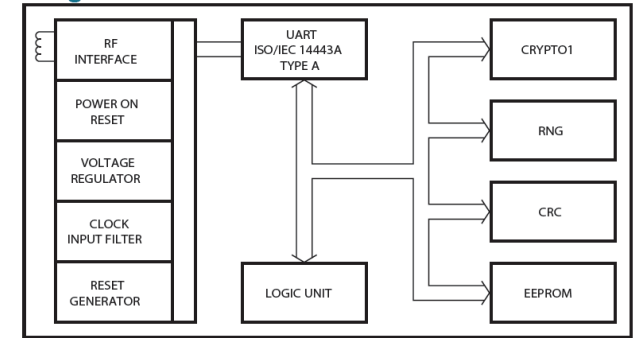 RF
INTERFACE
POWER ON
RESET
VOLTAGE
REGULATOR
CLOCK
INPUT FILTER
RESET
GENERATOR
UART
ISO/IEC 14443A
TYPE A
LOGIC UNIT
CRYPTO1
RNG
CRC
EEPROM